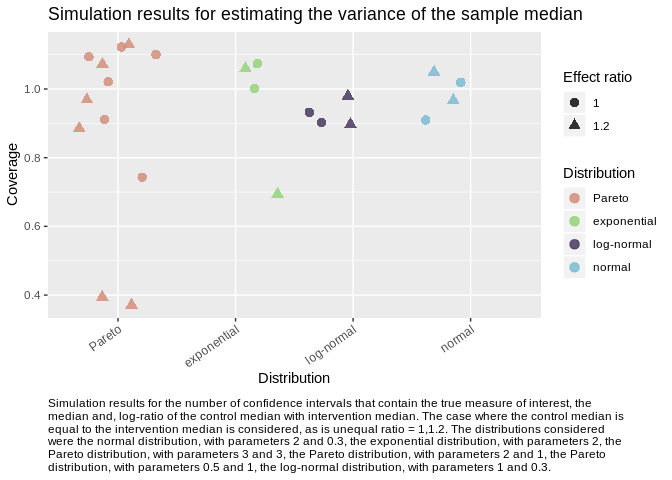 Simulation results for estimating the variance of the sample median
Coverage
1.0
0.8
0.6
0.4
Pareto
exponential
log-normal
normal
Distribution
Effect ratio
1
1.2
Distribution
Pareto
exponential
log-normal
normal
Simulation results for the number of confidence intervals that contain the true measure of interest, the
median and, log-ratio of the control median with intervention median. The case where the control median is
equal to the intervention median is considered, as is unequal ratio = 1,1.2. The distributions considered
were the normal distribution, with parameters 2 and 0.3, the exponential distribution, with parameters 2, the
Pareto distribution, with parameters 3 and 3, the Pareto distribution, with parameters 2 and 1, the Pareto
distribution, with parameters 0.5 and 1, the log-normal distribution, with parameters 1 and 0.3.